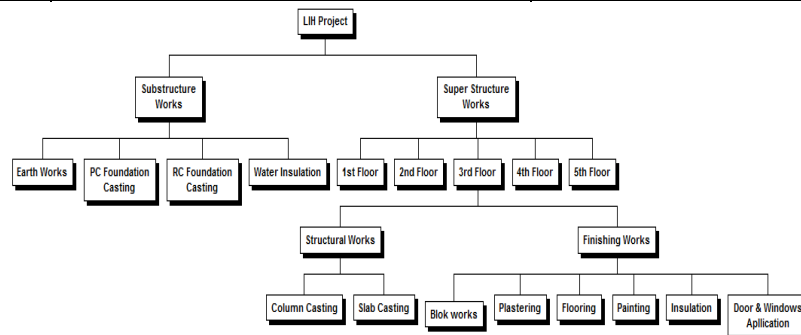 LIH Project
Substructure
Works
Super Structure
Works
Earth Works
PC Foundation
Casting
RC Foundation
Casting
Water Insulation
1st Floor
2nd Floor
3rd Floor
4th Floor
5th Floor
Structural Works
Finishing Works
Column Casting
Slab Casting
Blok works
Plastering
Flooring
Painting
Insulation
Door & Windows
Apllication